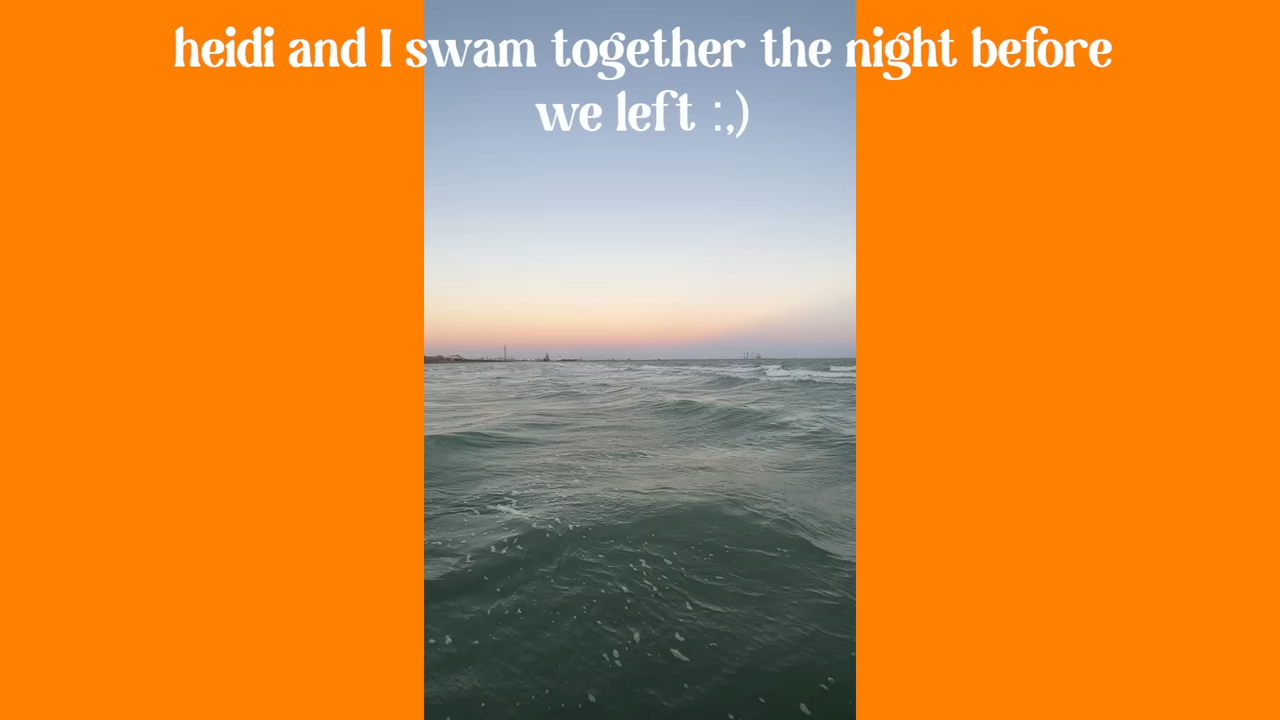 heidi and I swam together the night before
we left :,)